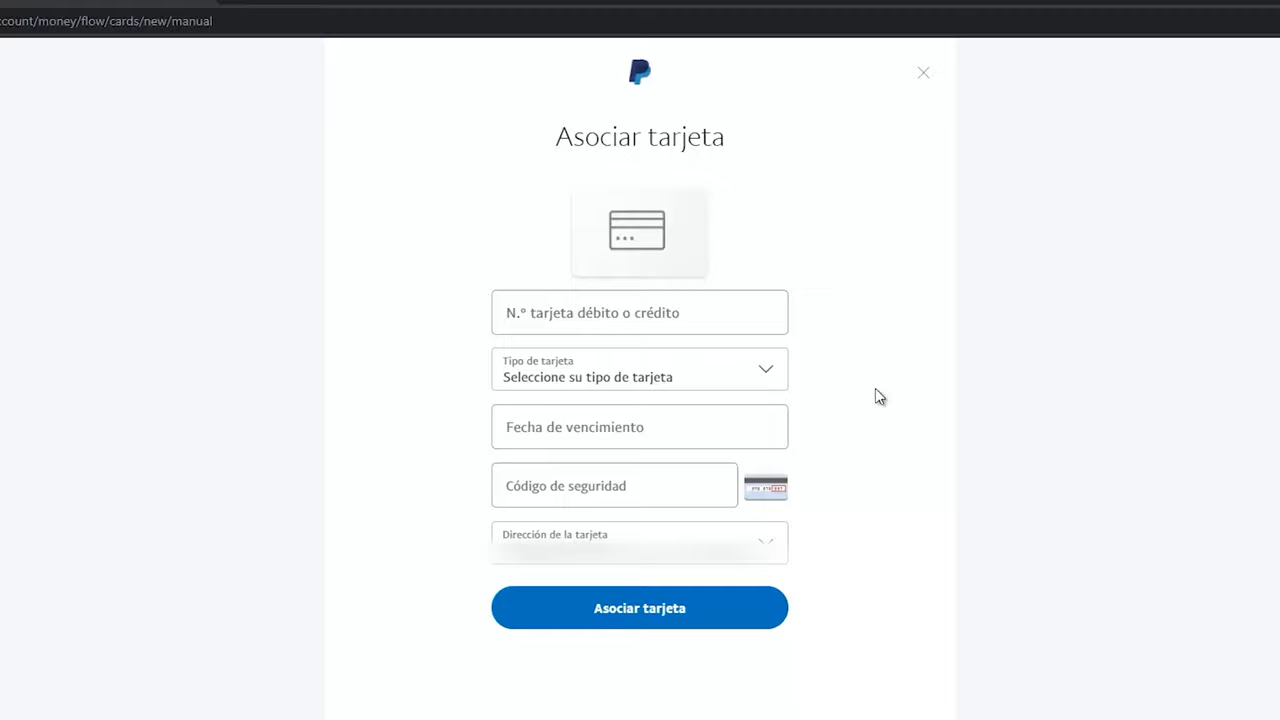 ccount/money/flow/cards/new/manual
Asociar tarjeta
N.º tarjeta débito o crédito
Tipo de tarjeta
Seleccione su tipo de tarjeta
Fecha de vencimiento
Código de seguridad
Dirección de la tarjeta
Asociar tarjeta